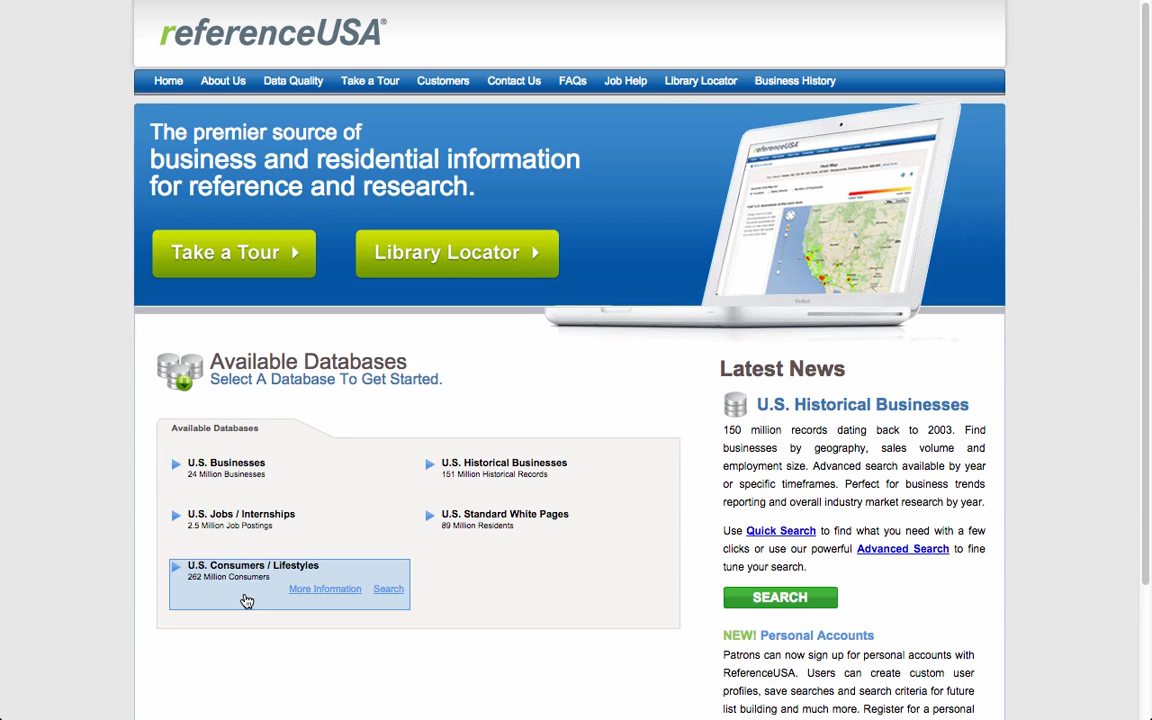 referenceUSA®
Home About Us Data Quality Take a Tour Customers Contact Us FAQs Job Help Library Locator Business History
The premier source of
business and residential information
for reference and research.
Take a Tour
Library Locator
Available Databases
Select A Database To Get Started.
Available Databases
U.S. Businesses
24 Million Businesses
U.S. Historical Businesses
151 Million Historical Records
U.S. Jobs / Internships
2.5 Million Job Postings
U.S. Standard White Pages
89 Million Residents
U.S. Consumers / Lifestyles
262 Million Consumers
More Information Search
Latest News
U.S. Historical Businesses
150 million records dating back to 2003. Find
businesses by geography, sales volume and
employment size. Advanced search available by year
or specific timeframes. Perfect for business trends
reporting and overall industry market research by year.
Use Quick Search to find what you need with a few
clicks or use our powerful Advanced Search to fine
tune your search.
SEARCH
NEW! Personal Accounts
Patrons can now sign up for personal accounts with
ReferenceUSA. Users can create custom user
profiles, save searches and search criteria for future
list building and much more. Register for a personal